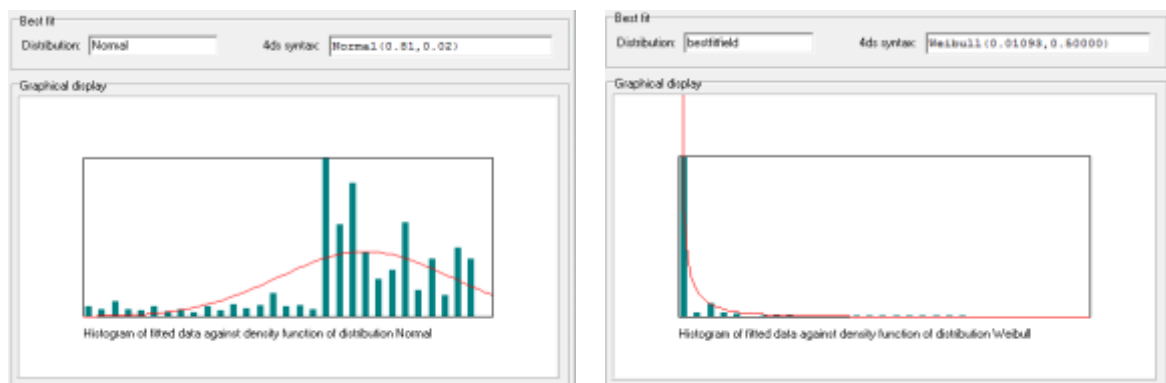 Best fit
Distribution: Normal 4ds syntax: Normal(0.81,0.02)
Graphical display
Histogram of fitted data against density function of distribution Normal
Best fit
Distribution: bestfitfield 4ds syntax: Weibull(0.01093,0.50000)
Graphical display
Histogram of fitted data against density function of distribution Weibull